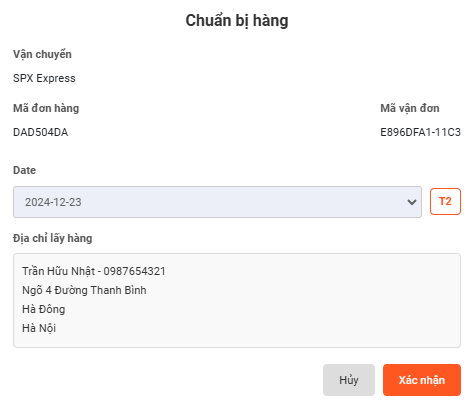 Chuẩn bị hàng
Vận chuyển
SPX Express
Mã đơn hàng Mã vận đơn
DAD504DA E896DFA1-11C3
Date
2024-12-23 T2
Địa chỉ lấy hàng
Trần Hữu Nhật - 0987654321
Ngõ 4 Đường Thanh Bình
Hà Đông
Hà Nội
Hủy Xác nhận